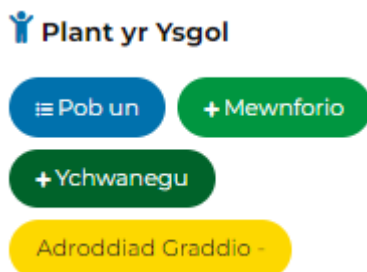 Plant yr Ysgol
Pob un + Mewnforio
+ Ychwanegu
Adroddiad Graddio -